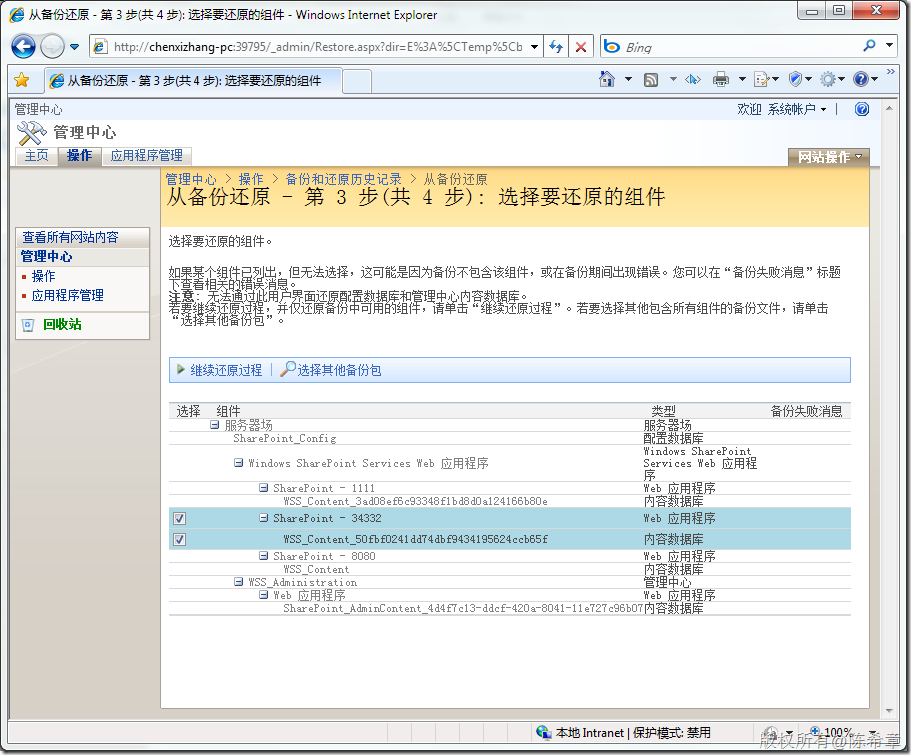 从备份还原 - 第 3 步(共 4 步): 选择要还原的组件 - Windows Internet Explorer
http://chenxizhang-pc:39795/_admin/Restore.aspx?dir=E%3A%5CTemp%5Cb
Bing
从备份还原 - 第 3 步(共 4 步): 选择要还原的组件
管理中心
欢迎 系统帐户
管理中心
主页 操作 应用程序管理
网站操作
管理中心 > 操作 > 备份和还原历史记录 > 从备份还原
从备份还原 - 第 3 步(共 4 步): 选择要还原的组件
查看所有网站内容
管理中心
操作
应用程序管理
回收站
选择要还原的组件。
如果某个组件已列出，但无法选择，这可能是因为备份不包含该组件，或在备份期间出现错误。您可以在“备份失败消息”标题
下查看相关的错误消息。
注意: 无法通过此用户界面还原配置数据库和管理中心内容数据库。
若要继续还原过程，并仅还原备份中可用的组件，请单击“继续还原过程”。若要选择其他包含所有组件的备份文件，请单击
“选择其他备份包”。
继续还原过程 | 选择其他备份包
选择 组件 类型 备份失败消息
服务器场 服务器场
SharePoint_Config 配置数据库
Windows SharePoint Services Web 应用程序 Windows SharePoint
Services Web 应用程
序
SharePoint - 1111 Web 应用程序
WSS_Content_3ad08ef6c93348f1bd8d0a124166b80e 内容数据库
SharePoint - 34332 Web 应用程序
WSS_Content_50fbf0241dd74dbf9434195624ccb65f 内容数据库
SharePoint - 8080 Web 应用程序
WSS_Content 内容数据库
WSS_Administration 管理中心
Web 应用程序 Web 应用程序
SharePoint_AdminContent_4d4f7c13-ddcf-420a-8041-11e727c96b07 内容数据库
本地 Intranet | 保护模式: 禁用
100%
版权所有@陈希章